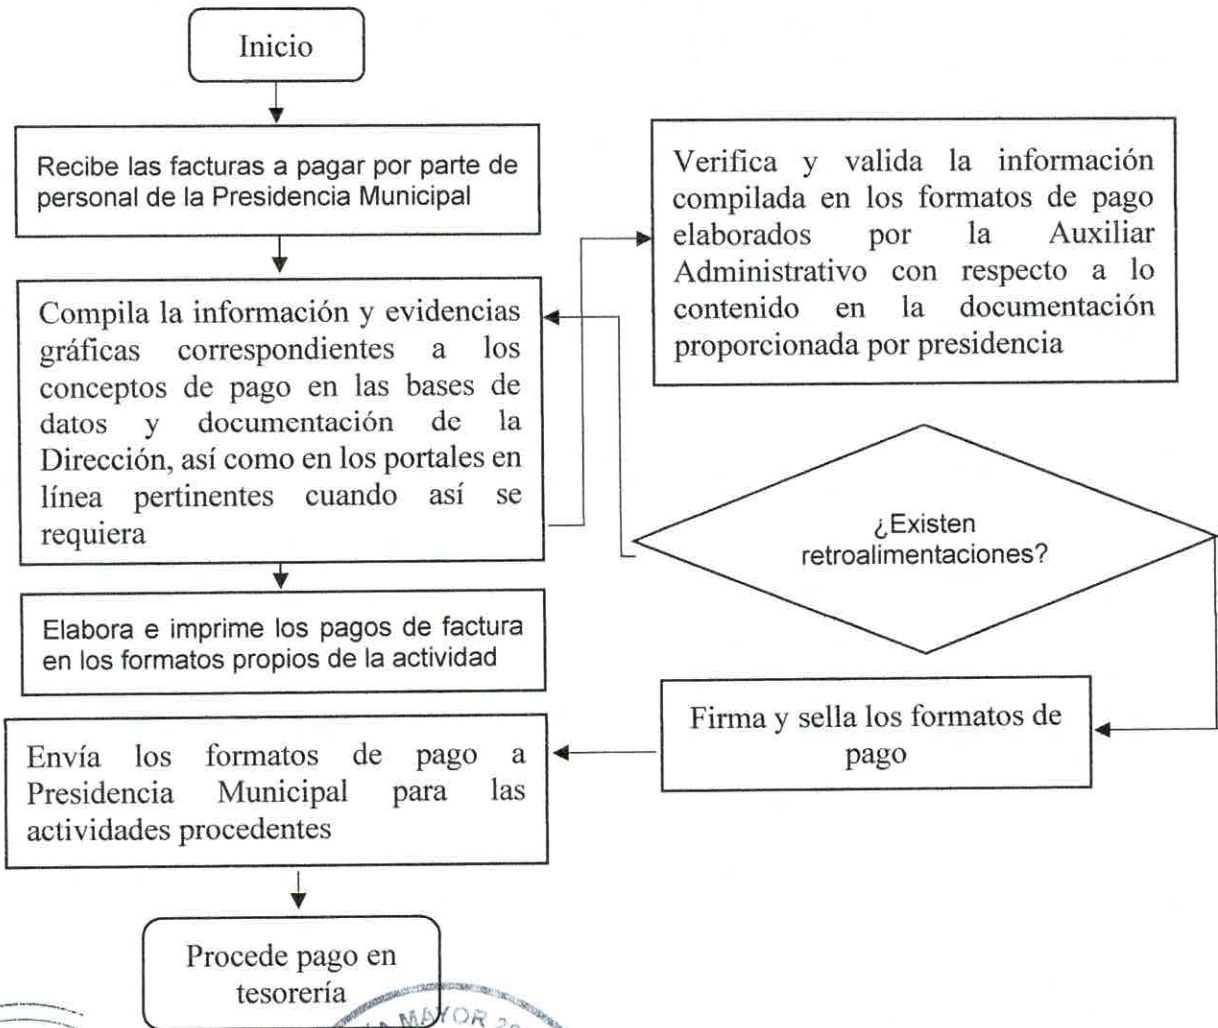 Inicio
Recibe las facturas a pagar por parte de
personal de la Presidencia Municipal
Compila la información y evidencias
gráficas correspondientes a los
conceptos de pago en las bases de
datos y documentación de la
Dirección, así como en los portales en
línea pertinentes cuando así se
requiera
Elabora e imprime los pagos de factura
en los formatos propios de la actividad
Verifica y valida la información
compilada en los formatos de pago
elaborados por la Auxiliar
Administrativo con respecto a lo
contenido en la documentación
proporcionada por presidencia
¿Existen
retroalimentaciones?
Firma y sella los formatos de
pago
Envía los formatos de pago a
Presidencia Municipal para las
actividades procedentes
Procede pago en
tesorería
MAYOR